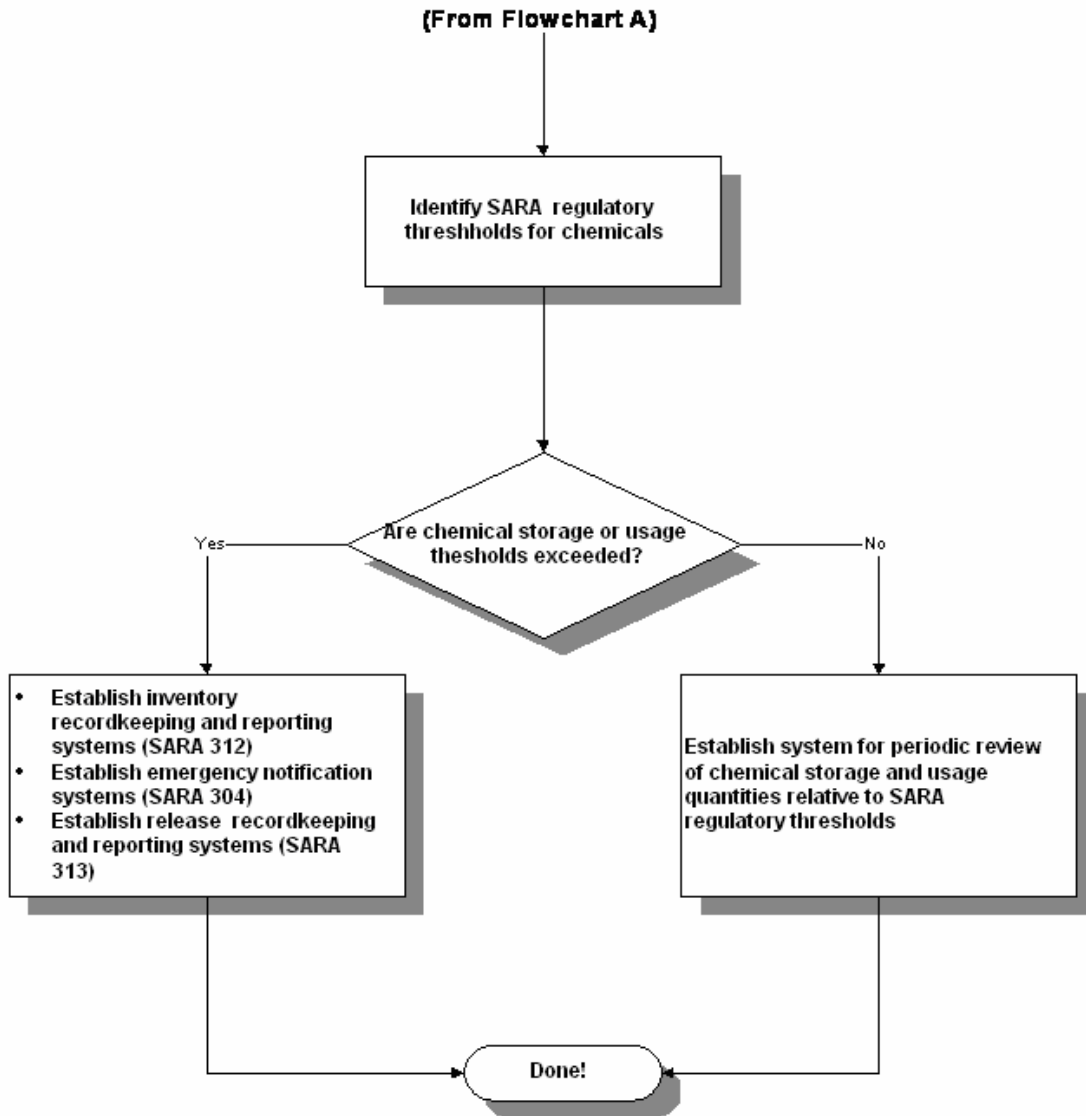 (From Flowchart A)
Identify SARA regulatory
threshholds for chemicals
Are chemical storage or usage
thesholds exceeded?
Yes
No
• Establish inventory
recordkeeping and reporting
systems (SARA 312)
• Establish emergency notification
systems (SARA 304)
• Establish release recordkeeping
and reporting systems (SARA
313)
Establish system for periodic review
of chemical storage and usage
quantities relative to SARA
regulatory thresholds
Done!